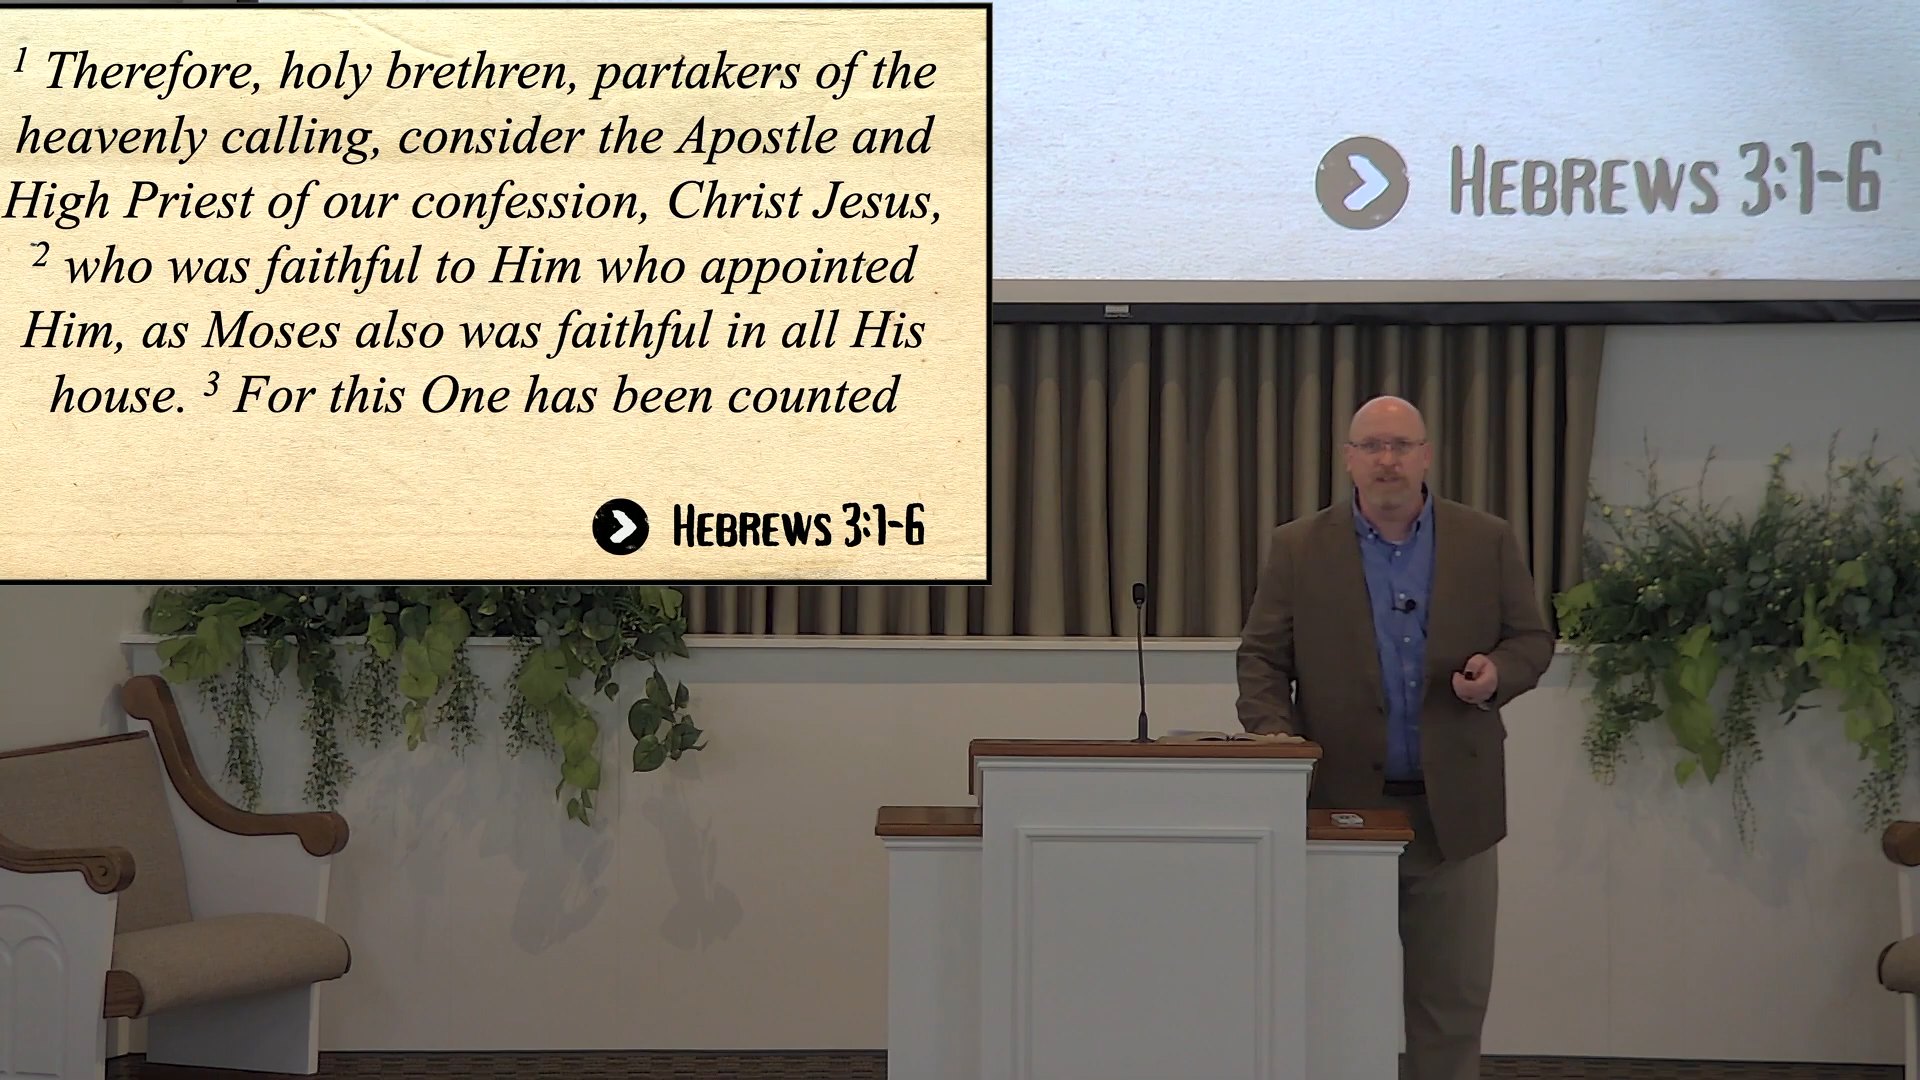 1 Therefore, holy brethren, partakers of the
heavenly calling, consider the Apostle and
High Priest of our confession, Christ Jesus,
2 who was faithful to Him who appointed
Him, as Moses also was faithful in all His
house. 3 For this One has been counted
HEBREWS 3:1-6
HEBREWS 3:1-6